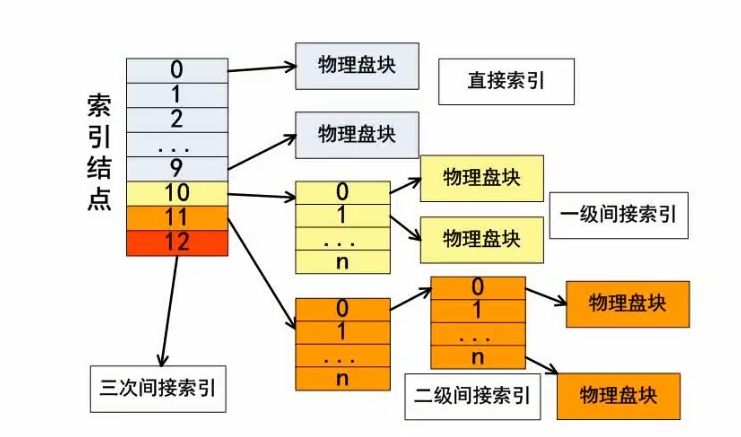 索引结点
0
1
2
...
9
10
11
12
物理盘块
物理盘块
直接索引
0
1
...
n
物理盘块
物理盘块
一级间接索引
0
1
...
n
0
1
...
n
物理盘块
物理盘块
二级间接索引
三次间接索引